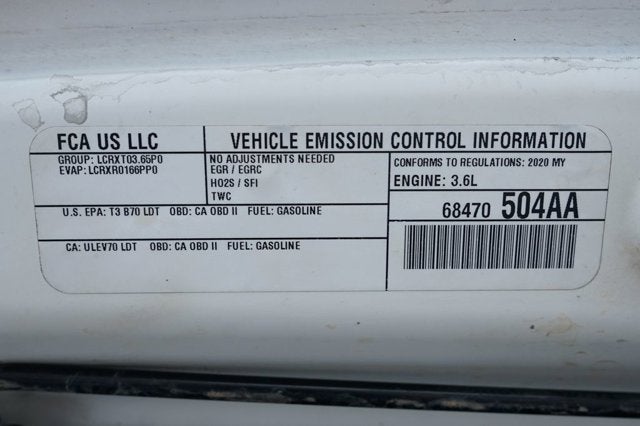 FCA US LLC
VEHICLE EMISSION CONTROL INFORMATION
GROUP: LCRXT03.65P0
EVAP: LCRXR0166PP0
NO ADJUSTMENTS NEEDED
EGR / EGRC
HO2S / SFI
TWC
CONFORMS TO REGULATIONS: 2020 MY
ENGINE: 3.6L
U.S. EPA: T3 B70 LDT OBD: CA OBD II FUEL: GASOLINE
CA: ULEV70 LDT OBD: CA OBD II FUEL: GASOLINE
68470 504AA